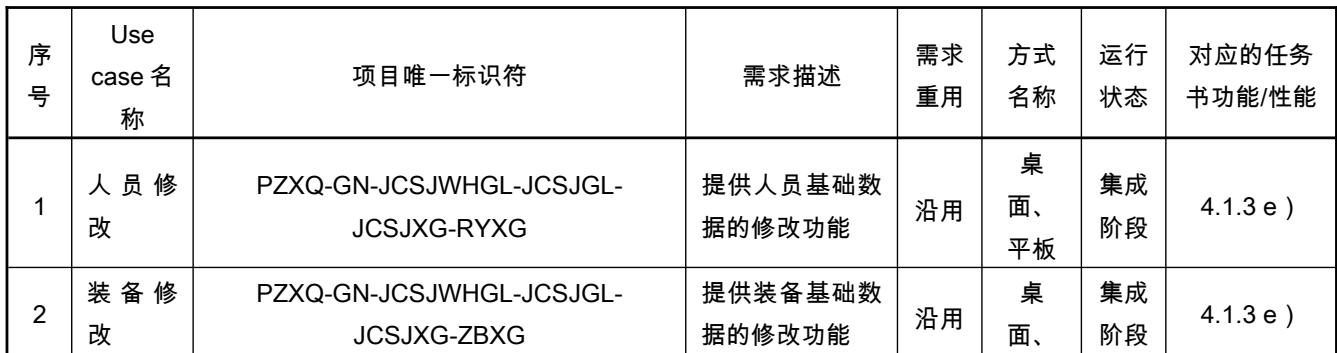 序号
Use case 名称
项目唯一标识符
需求描述
需求重用
方式名称
运行状态
对应的任务书功能/性能
1
人员修改
PZXQ-GN-JCSJWHGL-JCSJGL-
JCSJXG-RYXG
提供人员基础数
据的修改功能
沿用
桌
面、
平板
集成
阶段
4.1.3 e）
2
装备修改
PZXQ-GN-JCSJWHGL-JCSJGL-
JCSJXG-ZBXG
提供装备基础数
据的修改功能
沿用
桌
面、
集成
阶段
4.1.3 e）